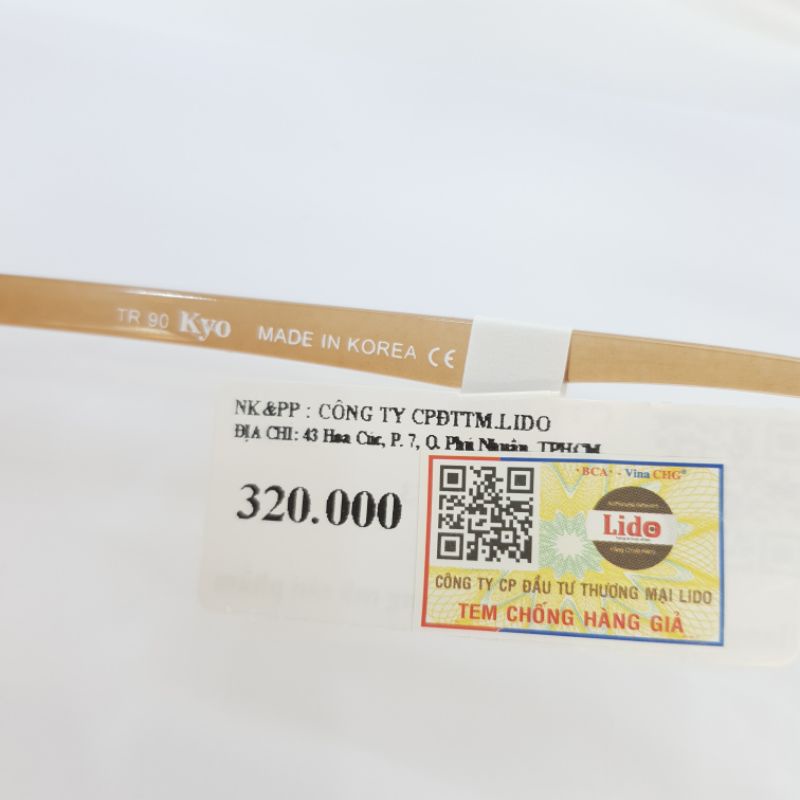 TR 90 Kyo MADE IN KOREA CE
NK&PP : CÔNG TY CPĐTTM.LIDO
ĐỊA CHỈ: 43 Hoa Cúc, P. 7, Q. Phú Nhuận, TPHCM
320.000
*BCA* - Vina CHG®
Lido
CÔNG TY CP ĐẦU TƯ THƯƠNG MẠI LIDO
TEM CHỐNG HÀNG GIẢ